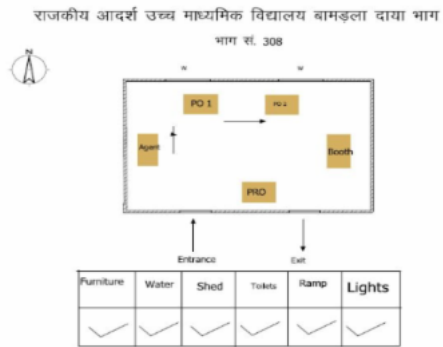 राजकीय आदर्श उच्च माध्यमिक विद्यालय बामड़ला दाया भाग
भाग सं. 308
N
W W
PO 1 PO 2
Agent Booth
PRO
Entrance Exit
Furniture Water Shed Toilets Ramp Lights